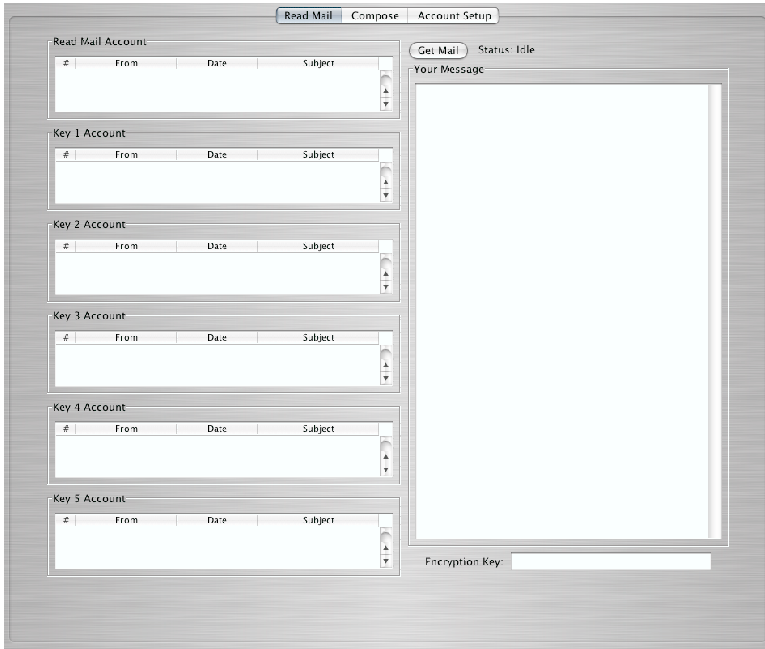 Read Mail Compose Account Setup
Read Mail Account
# From Date Subject
Key 1 Account
# From Date Subject
Key 2 Account
# From Date Subject
Key 3 Account
# From Date Subject
Key 4 Account
# From Date Subject
Key 5 Account
# From Date Subject
Get Mail Status: Idle
Your Message
Encryption Key: